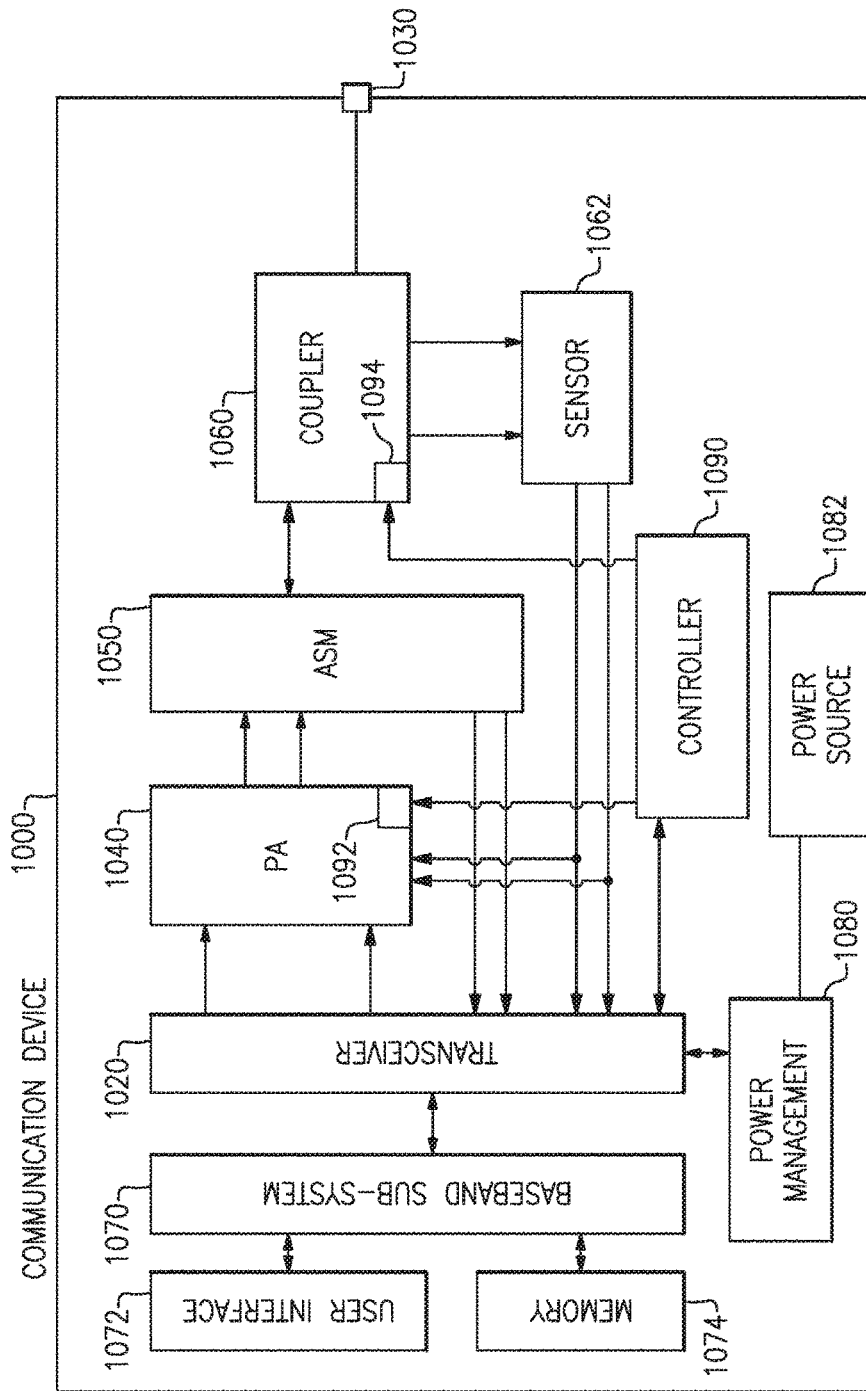 COMMUNICATION DEVICE
1000
1072
USER INTERFACE
1070
BASEBAND SUB-SYSTEM
1020
TRANSCEIVER
1040
PA
1092
1050
ASM
1060
COUPLER
1094
1030
MEMORY
1074
SENSOR
1062
CONTROLLER
1090
POWER
MANAGEMENT
1080
POWER
SOURCE
1082